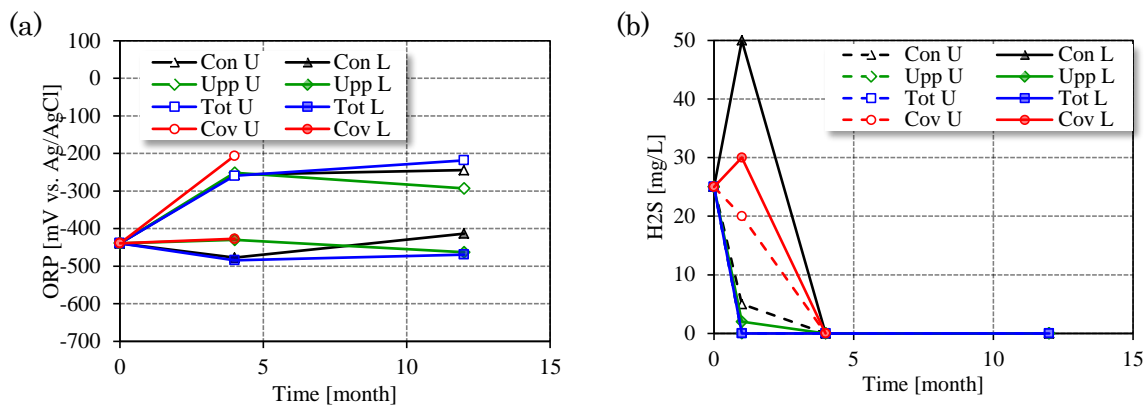 (a)
ORP [mV vs. Ag/AgCl]
100
0
-100
-200
-300
-400
-500
-600
-700
Con U
Con L
Upp U
Upp L
Tot U
Tot L
Cov U
Cov L
0
5
10
15
Time [month]
(b)
H2S [mg/L]
50
40
30
20
10
0
Con U
Con L
Upp U
Upp L
Tot U
Tot L
Cov U
Cov L
0
5
10
15
Time [month]